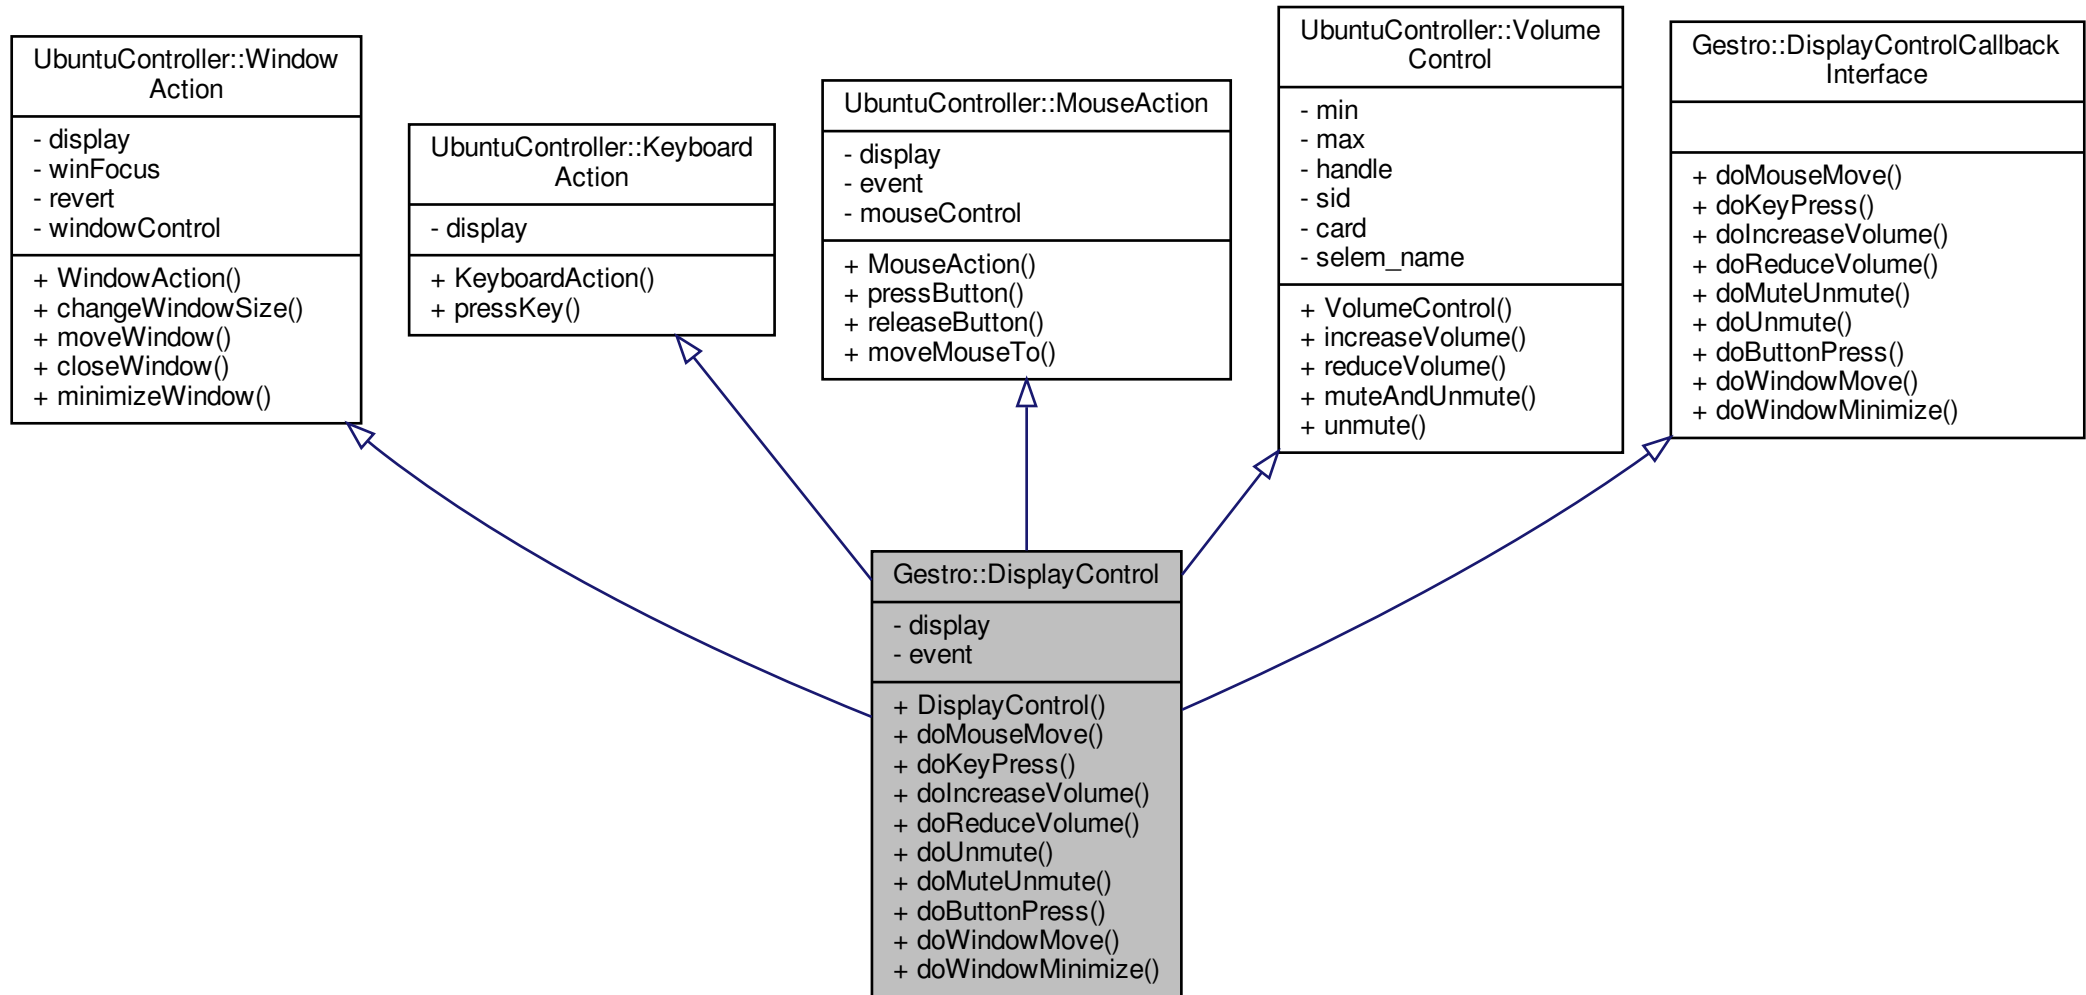 UbuntuController::Window
Action
- display
- winFocus
- revert
- windowControl
+ WindowAction()
+ changeWindowSize()
+ moveWindow()
+ closeWindow()
+ minimizeWindow()
UbuntuController::Keyboard
Action
- display
+ KeyboardAction()
+ pressKey()
UbuntuController::MouseAction
- display
- event
- mouseControl
+ MouseAction()
+ pressButton()
+ releaseButton()
+ moveMouseTo()
UbuntuController::Volume
Control
- min
- max
- handle
- sid
- card
- selem_name
+ VolumeControl()
+ increaseVolume()
+ reduceVolume()
+ muteAndUnmute()
+ unmute()
Gestro::DisplayControlCallback
Interface
+ doMouseMove()
+ doKeyPress()
+ doIncreaseVolume()
+ doReduceVolume()
+ doMuteUnmute()
+ doUnmute()
+ doButtonPress()
+ doWindowMove()
+ doWindowMinimize()
Gestro::DisplayControl
- display
- event
+ DisplayControl()
+ doMouseMove()
+ doKeyPress()
+ doIncreaseVolume()
+ doReduceVolume()
+ doUnmute()
+ doMuteUnmute()
+ doButtonPress()
+ doWindowMove()
+ doWindowMinimize()